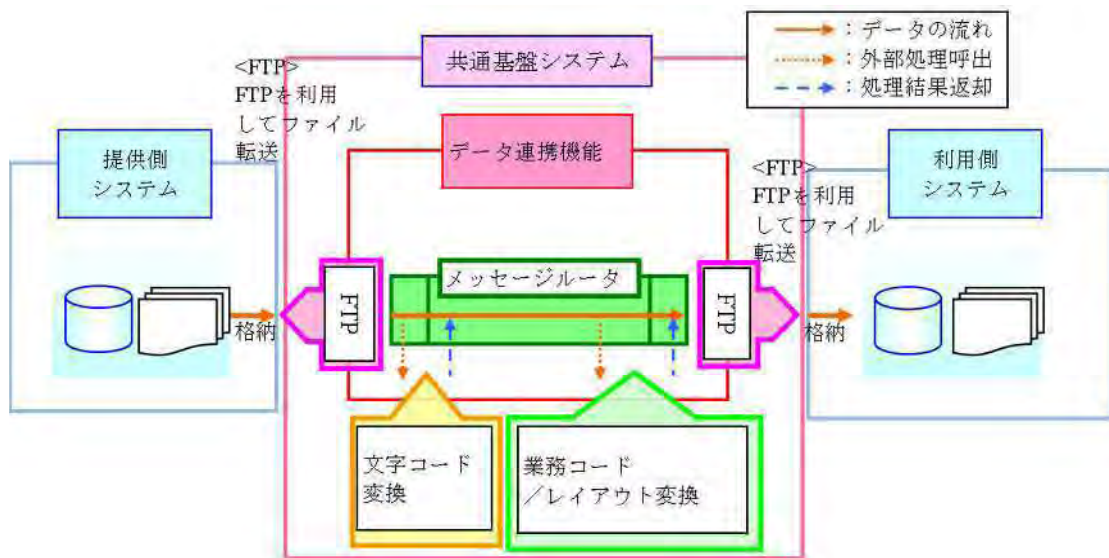 →：データの流れ
→：外部処理呼出
→：処理結果返却
共通基盤システム
<FTP>
FTPを利用
してファイル
転送
提供側
システム
データ連携機能
<FTP>
FTPを利用
してファイル
転送
利用側
システム
メッセージルータ
FTP
FTP
格納
格納
文字コード
変換
業務コード
／レイアウト変換